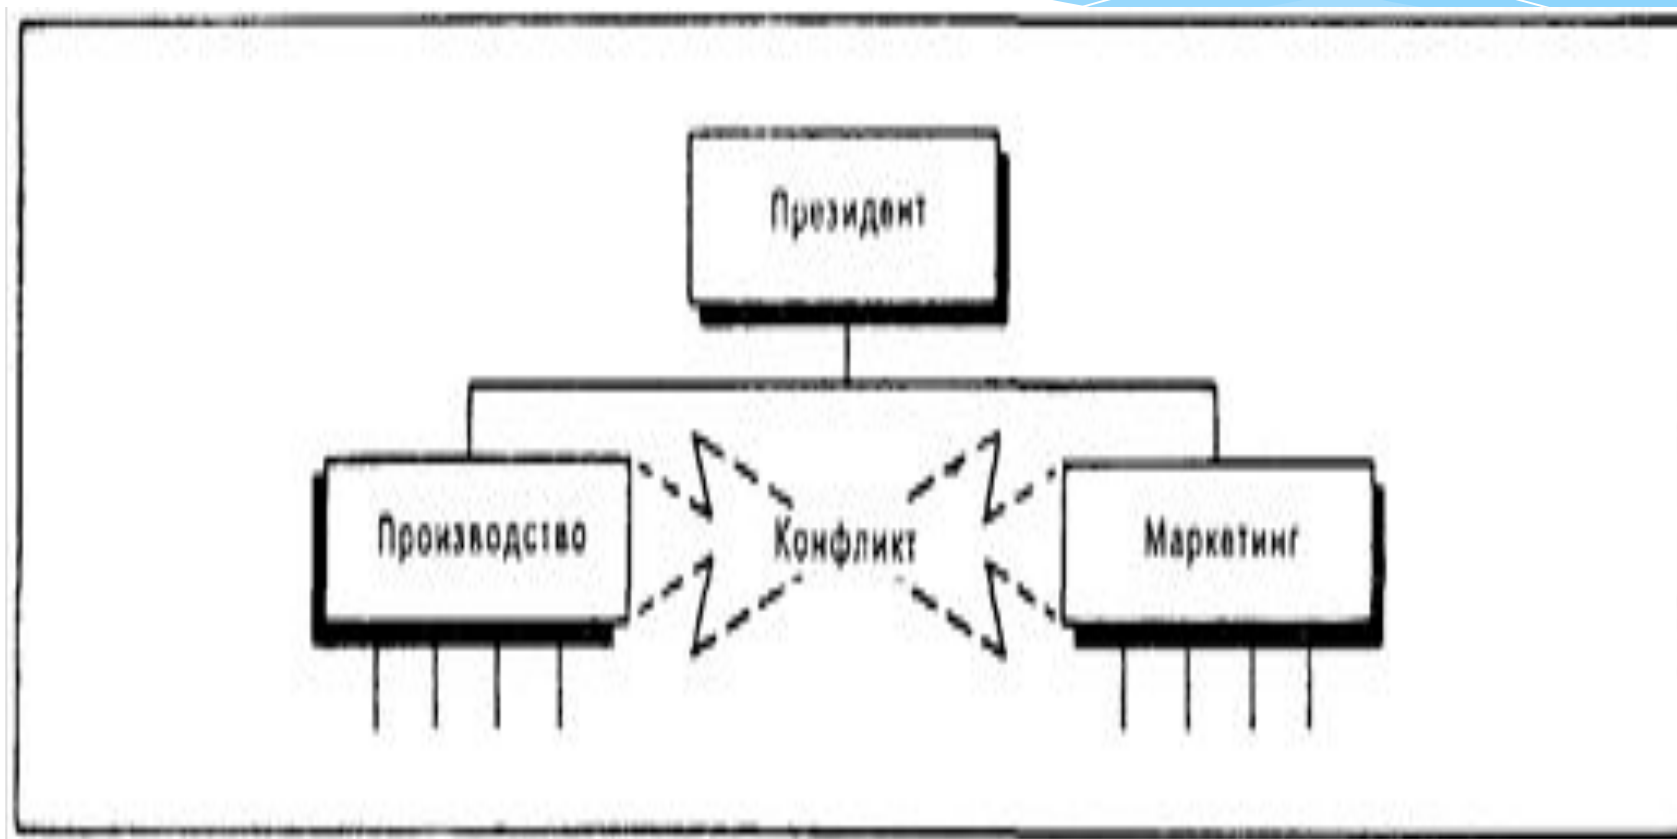 Президент
Производство
Конфликт
Маркетинг